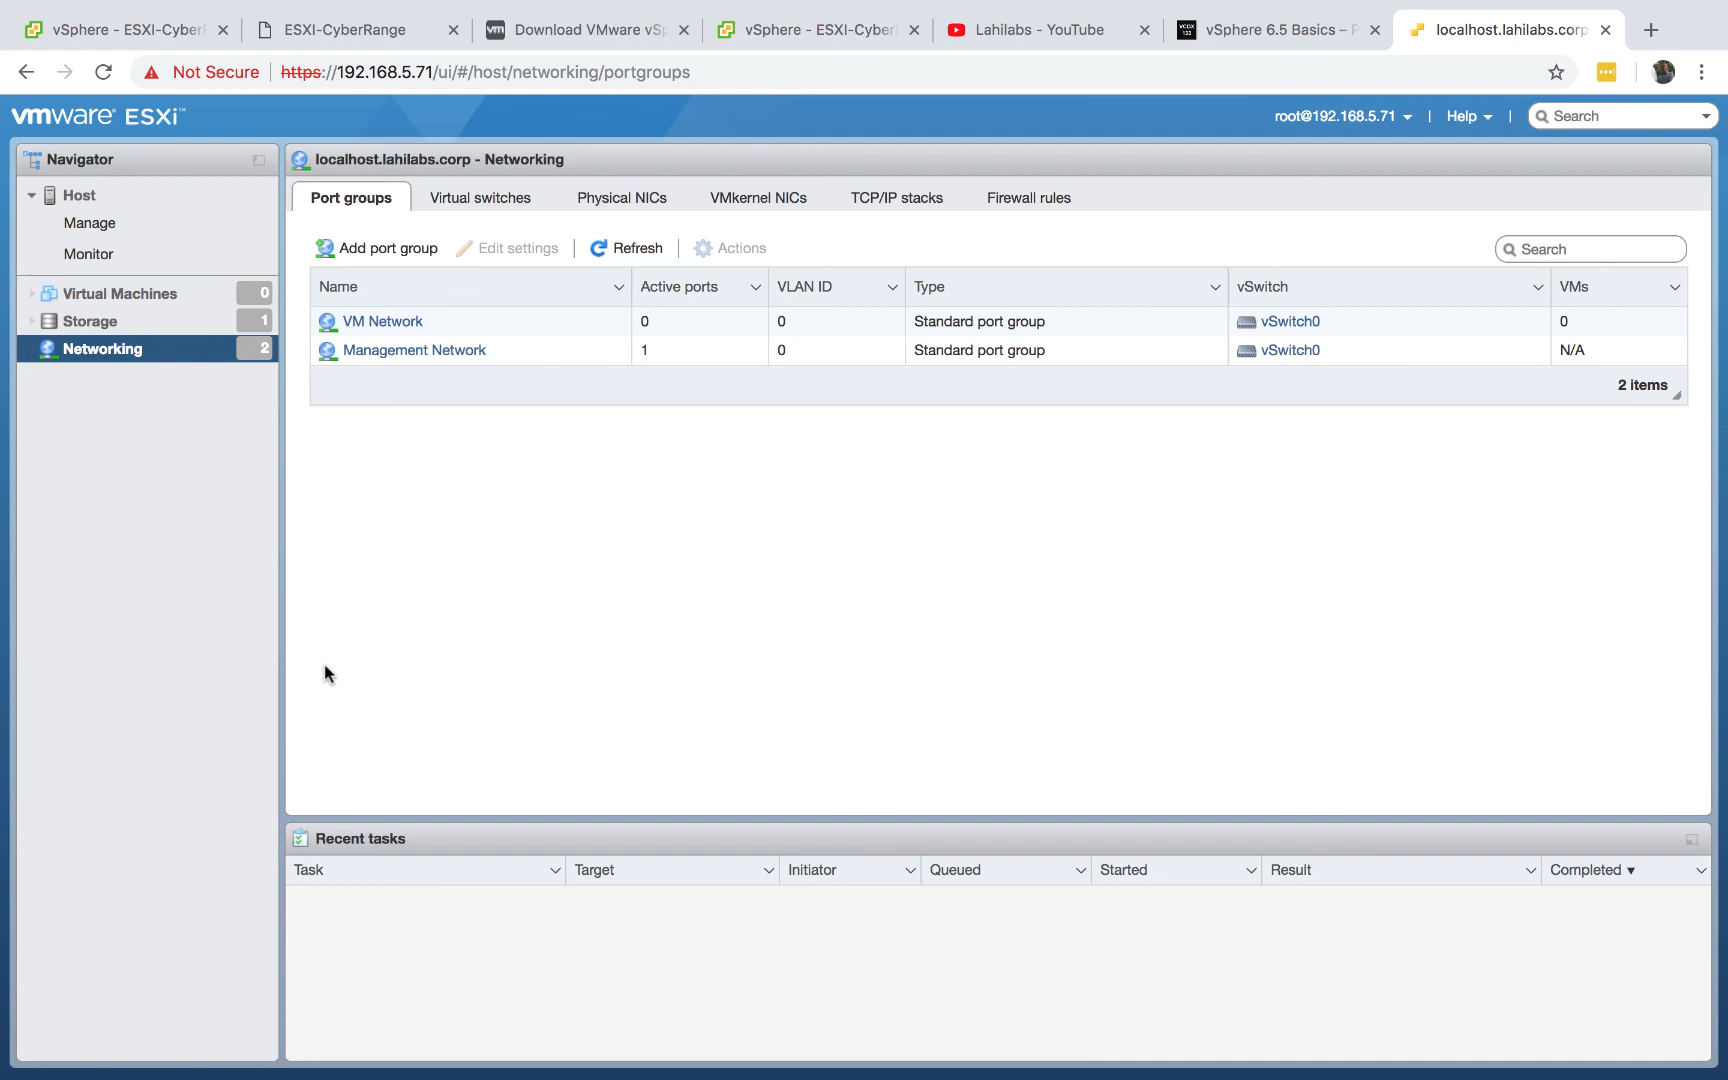 vSphere - ESXI-Cyber
ESXI-CyberRange
Download VMware vSp
vSphere - ESXI-Cyber
Lahilabs - YouTube
vSphere 6.5 Basics –
localhost.lahilabs.corp
Not Secure
https://192.168.5.71/ui/#/host/networking/portgroups
vmware ESXi™
root@192.168.5.71
Help
Search
Navigator
Host
Manage
Monitor
Virtual Machines 0
Storage 1
Networking 2
localhost.lahilabs.corp - Networking
Port groups Virtual switches Physical NICs VMkernel NICs TCP/IP stacks Firewall rules
Add port group Edit settings Refresh Actions Search
Name Active ports VLAN ID Type vSwitch VMs
VM Network 0 0 Standard port group vSwitch0 0
Management Network 1 0 Standard port group vSwitch0 N/A
2 items
Recent tasks
Task Target Initiator Queued Started Result Completed ▼